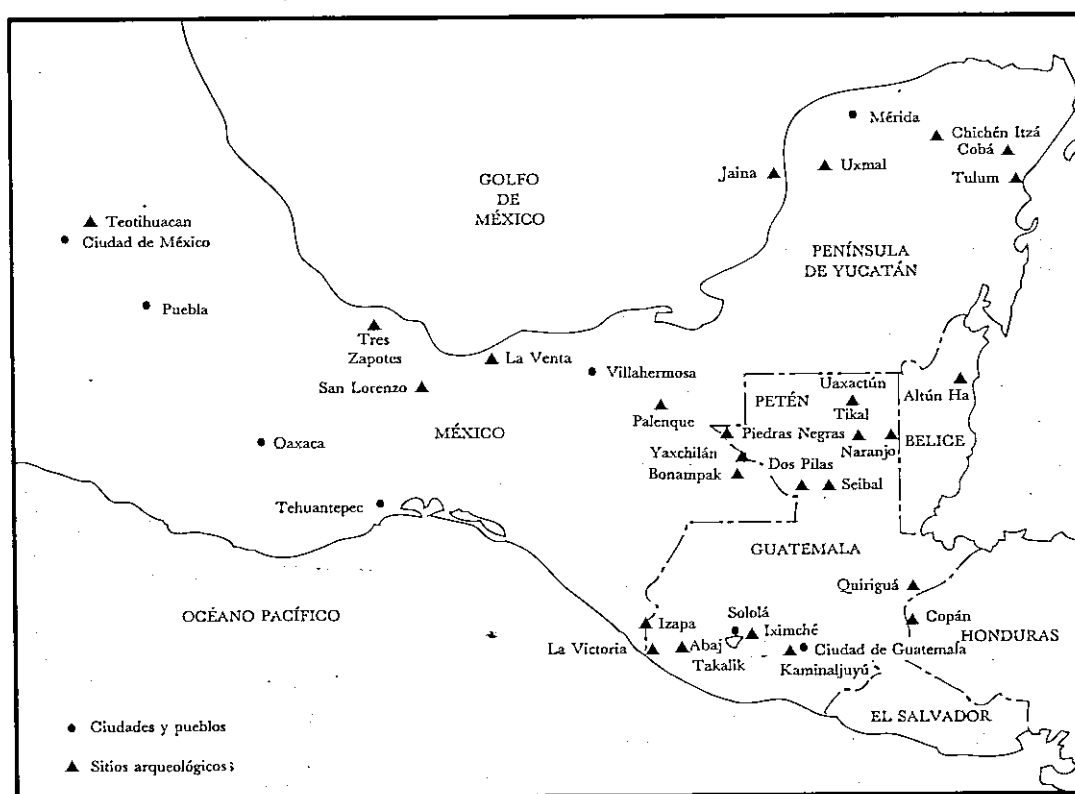 Mérida
Chichén Itzá
Cobá
Tulum
Jaina
Uxmal
GOLFO
DE
MÉXICO
Teotihuacan
Ciudad de México
PENÍNSULA
DE YUCATÁN
Puebla
Tres
Zapotes
La Venta
San Lorenzo
Villahermosa
Uaxactún
PETÉN
Tikal
Altún Ha
Palenque
MÉXICO
Piedras Negras
Naranjo
BELICE
Oaxaca
Yaxchilán
Bonampak
Dos Pilas
Seibal
Tehuantepec
GUATEMALA
Quiriguá
OCÉANO PACÍFICO
Izapa
Sololá
Iximché
Copán
HONDURAS
La Victoria
Abaj
Takalik
Ciudad de Guatemala
Kaminaljuyú
EL SALVADOR
Ciudades y pueblos
Sitios arqueológicos